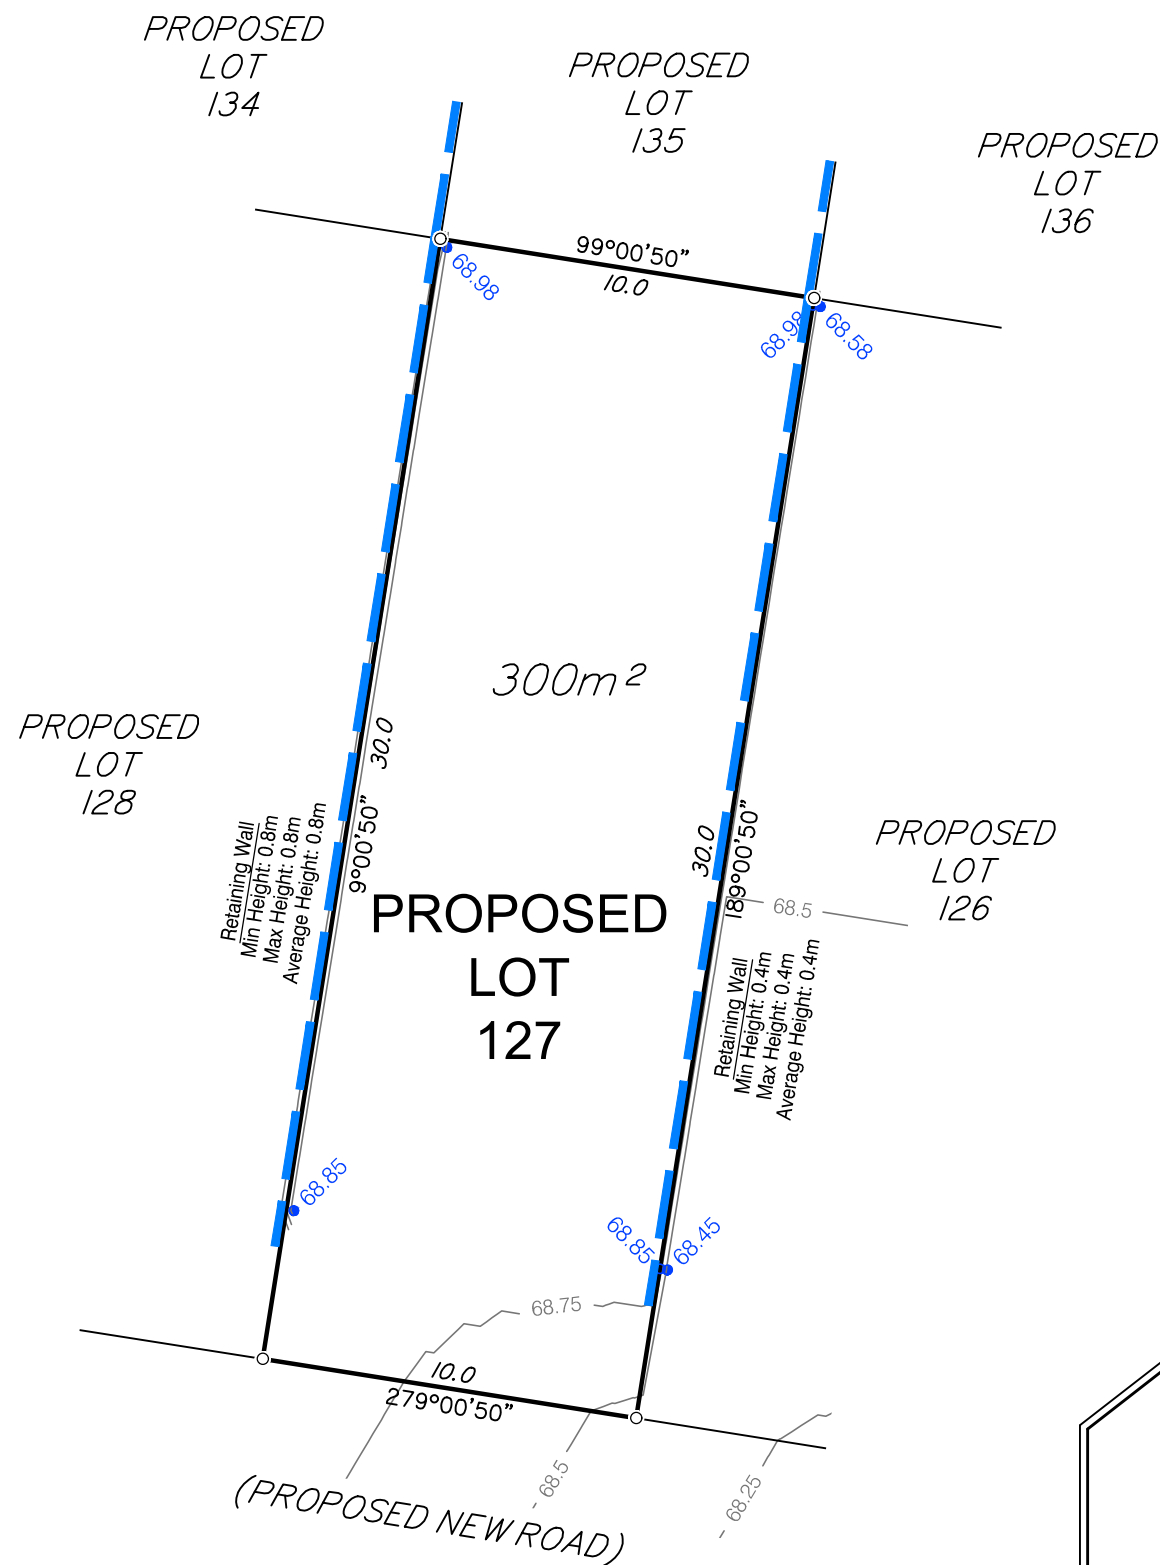 PROPOSED
LOT
134
PROPOSED
LOT
135
PROPOSED
LOT
136
99°00'50"
10.0
68.98
68.98
68.58
300m²
PROPOSED
LOT
128
30.0
9°00'50"
Retaining Wall
Min Height: 0.8m
Max Height: 0.8m
Average Height: 0.8m
30.0
189°00'50"
PROPOSED
LOT
126
68.5
PROPOSED
LOT
127
Retaining Wall
Min Height: 0.4m
Max Height: 0.4m
Average Height: 0.4m
68.85
68.85
68.45
68.75
10.0
279°00'50"
68.5
68.25
(PROPOSED NEW ROAD)